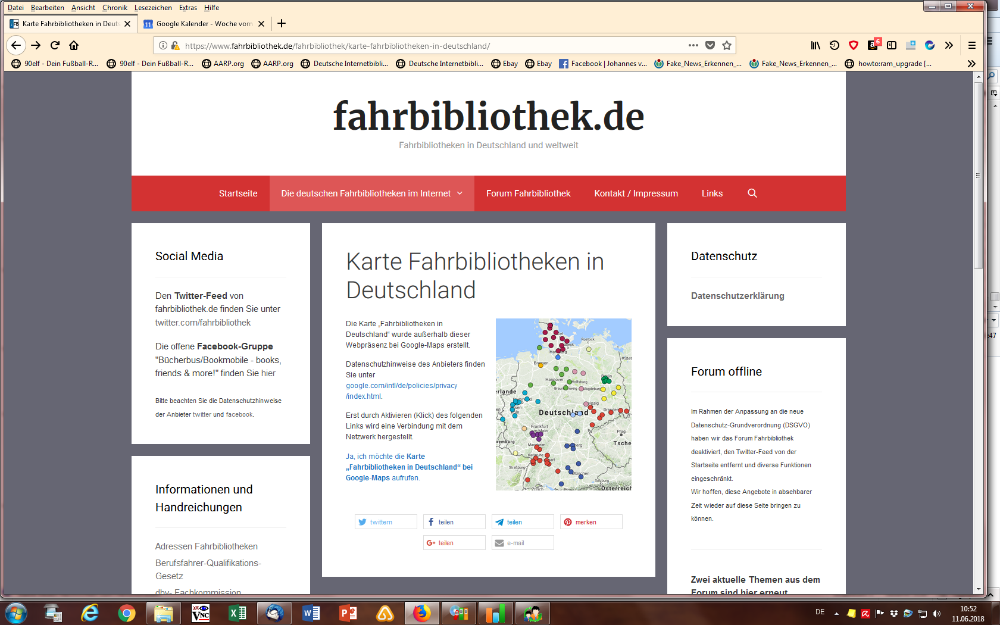 Datei Bearbeiten Ansicht Chronik Lesezeichen Extras Hilfe
Karte Fahrbibliotheken in Deuts
Google Kalender - Woche vom
https://www.fahrbibliothek.de/fahrbibliothek/karte-fahrbibliotheken-in-deutschland/
6
90elf - Dein Fußball-R... 90elf - Dein Fußball-R... AARP.org AARP.org Deutsche Internetbibli... Deutsche Internetbibli... Ebay Ebay Facebook | Johannes v... Fake_News_Erkennen_... Fake_News_Erkennen_... howto:ram_upgrade [...
fahrbibliothek.de
Fahrbibliotheken in Deutschland und weltweit
Startseite Die deutschen Fahrbibliotheken im Internet Forum Fahrbibliothek Kontakt / Impressum Links
Social Media
Den Twitter-Feed von
fahrbibliothek.de finden Sie unter
twitter.com/fahrbibliothek
Die offene Facebook-Gruppe
"Bücherbus/Bookmobile - books,
friends & more!" finden Sie hier
Bitte beachten Sie die Datenschutzhinweise
der Anbieter twitter und facebook.
Informationen und
Handreichungen
Adressen Fahrbibliotheken
Berufsfahrer-Qualifikations-
Gesetz
dbv- Fachkommission
Karte Fahrbibliotheken in
Deutschland
Die Karte „Fahrbibliotheken in
Deutschland“ wurde außerhalb dieser
Webpräsenz bei Google-Maps erstellt.
Datenschutzhinweise des Anbieters finden
Sie unter
google.com/intl/de/policies/privacy
/index.html.
Erst durch Aktivieren (Klick) des folgenden
Links wird eine Verbindung mit dem
Netzwerk hergestellt.
Ja, ich möchte die Karte
„Fahrbibliotheken in Deutschland“ bei
Google-Maps aufrufen.
Rostock
Bremen
Hannover
Wolfsburg
Magdeburg
erlande
Deutschland
Frankfurt
am Main
Prag
Tsche
xemburg
Mannheim
Karlsruhe
Straßburg
München
Salzburg
Österreich
twittern teilen teilen merken
teilen e-mail
Datenschutz
Datenschutzerklärung
Forum offline
Im Rahmen der Anpassung an die neue
Datenschutz-Grundverordnung (DSGVO)
haben wir das Forum Fahrbibliothek
deaktiviert, den Twitter-Feed von der
Startseite entfernt und diverse Funktionen
eingeschränkt.
Wir hoffen, diese Angebote in absehbarer
Zeit wieder auf diese Seite bringen zu
können.
Zwei aktuelle Themen aus dem
Forum sind hier erneut
:47
DE
10:52
11.06.2018